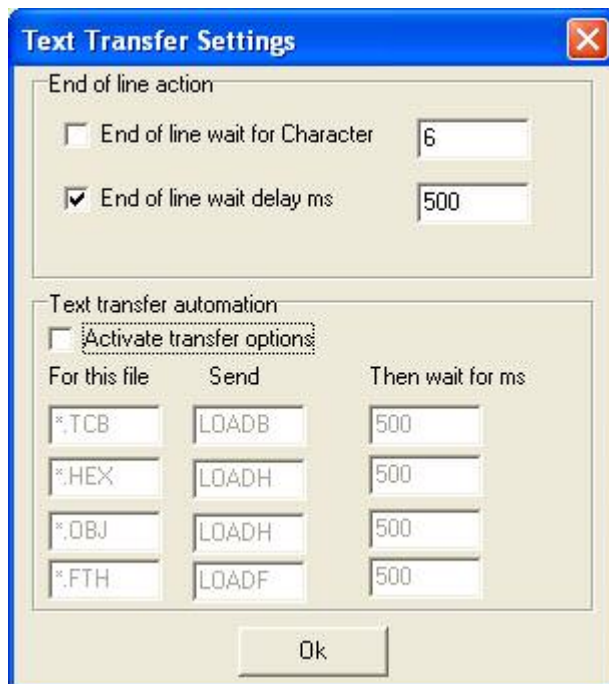 Text Transfer Settings
End of line action
End of line wait for Character 6
End of line wait delay ms 500
Text transfer automation
Activate transfer options
For this file Send Then wait for ms
*.TCB LOADB 500
*.HEX LOADH 500
*.OBJ LOADH 500
*.FTH LOADF 500
Ok